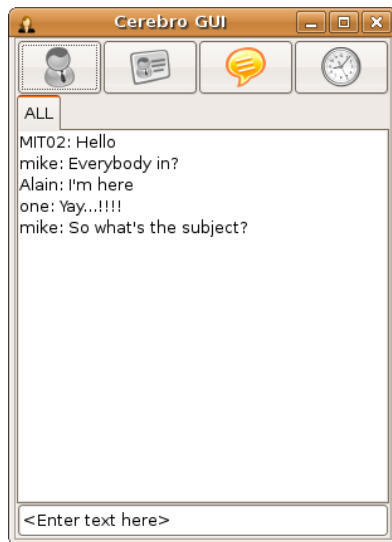 Cerebro GUI
ALL
MIT02: Hello
mike: Everybody in?
Alain: I'm here
one: Yay...!!!!
mike: So what's the subject?
<Enter text here>